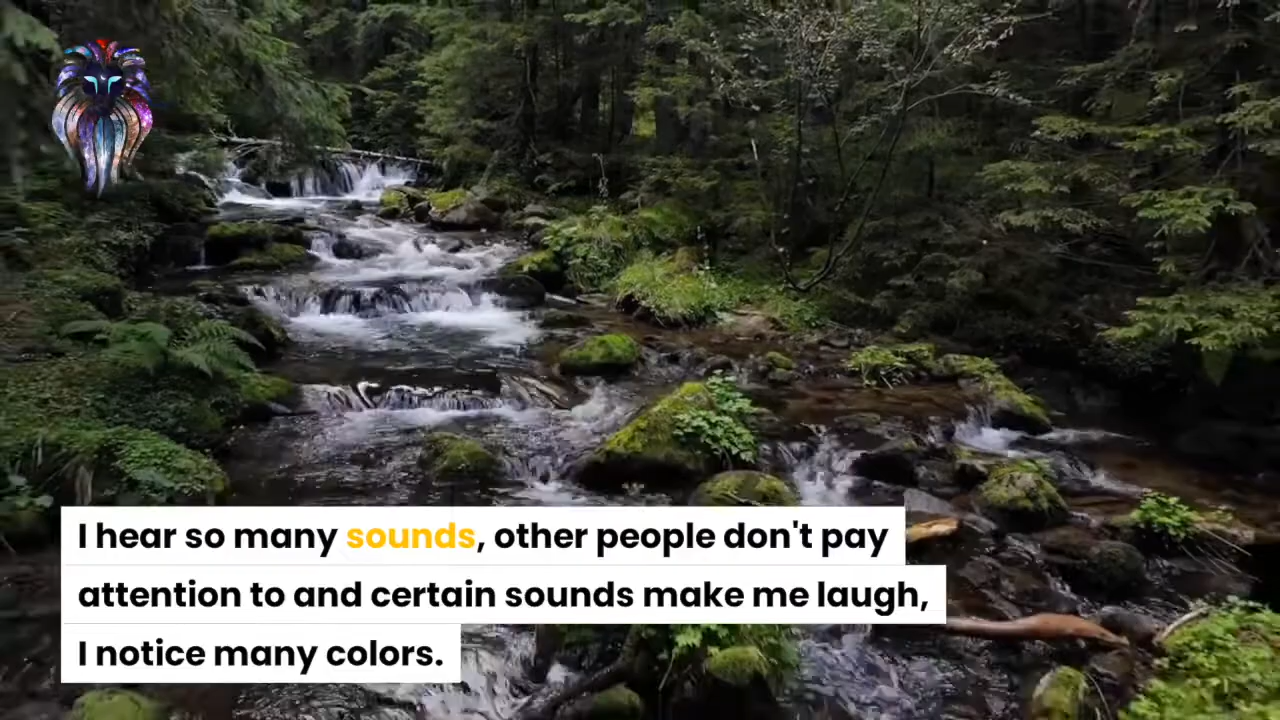 I hear so many sounds, other people don't pay
attention to and certain sounds make me laugh,
I notice many colors.